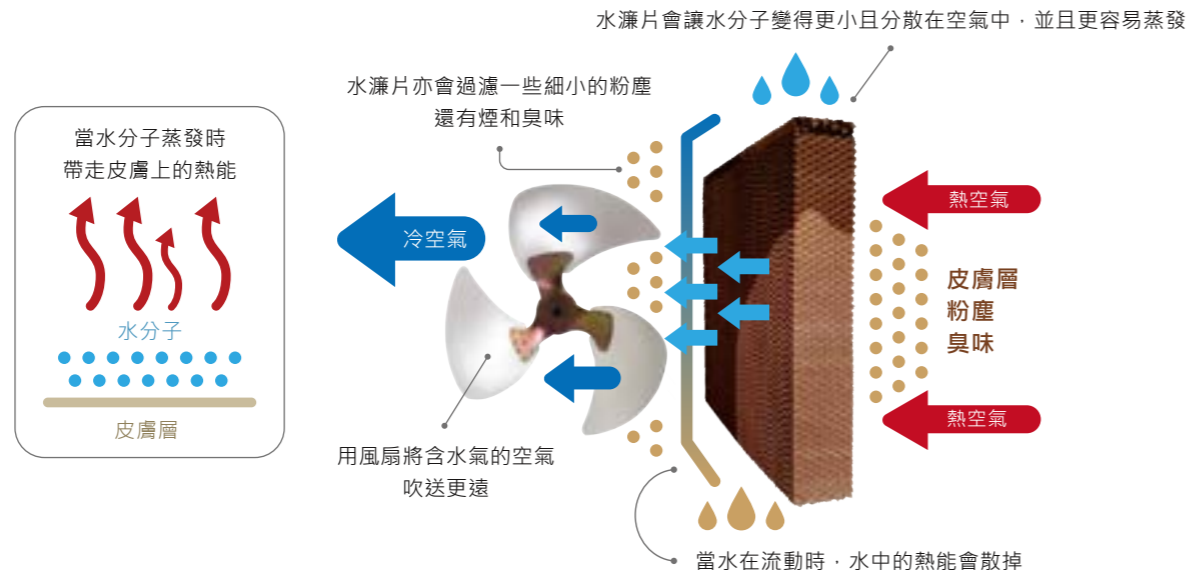 水濂片會讓水分子變得更小且分散在空氣中，並且更容易蒸發
水濂片亦會過濾一些細小的粉塵
還有煙和臭味
當水分子蒸發時
帶走皮膚上的熱能
水分子
皮膚層
冷空氣
熱空氣
皮膚層
粉塵
臭味
熱空氣
用風扇將含水氣的空氣
吹送更遠
當水在流動時，水中的熱能會散掉